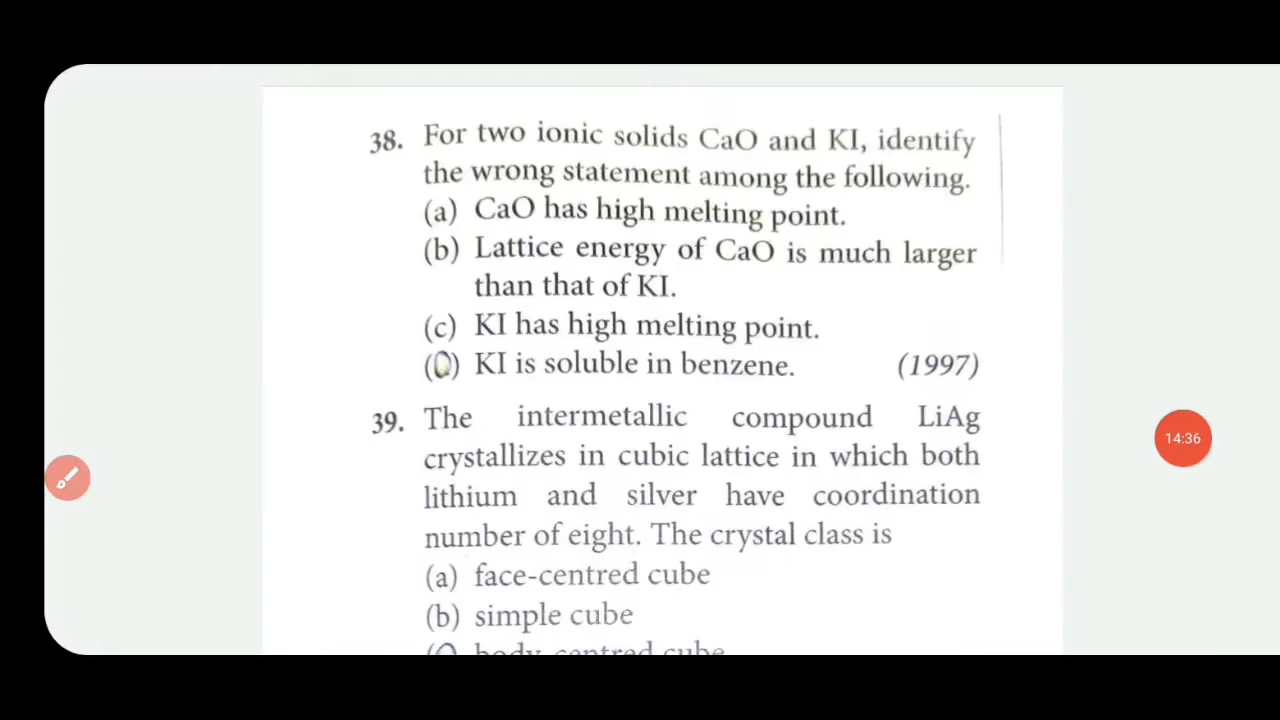 38. For two ionic solids CaO and KI, identify
the wrong statement among the following.
(a) CaO has high melting point.
(b) Lattice energy of CaO is much larger
than that of KI.
(c) KI has high melting point.
() KI is soluble in benzene. (1997)
39. The intermetallic compound LiAg
crystallizes in cubic lattice in which both
lithium and silver have coordination
number of eight. The crystal class is
(a) face-centred cube
(b) simple cube
body-centred cube
14:36